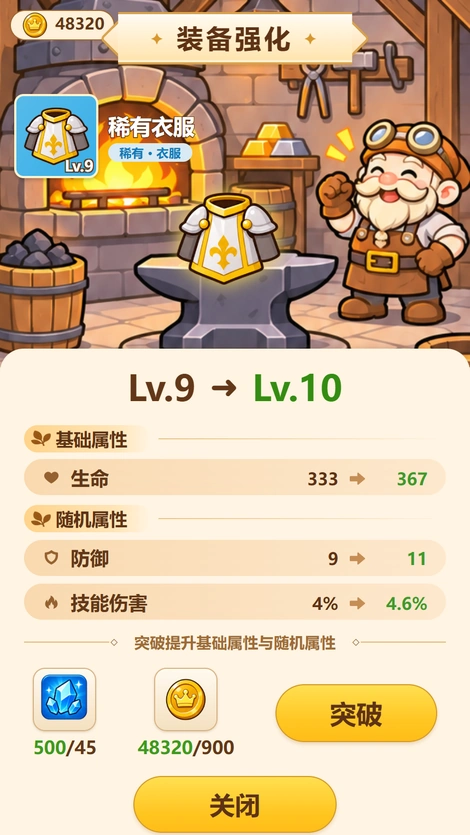 48320
装备强化
稀有衣服
稀有·衣服
Lv.9
Lv.9 → Lv.10
基础属性
生命 333 367
随机属性
防御 9 11
技能伤害 4% 4.6%
突破提升基础属性与随机属性
500/45
48320/900
突破
关闭